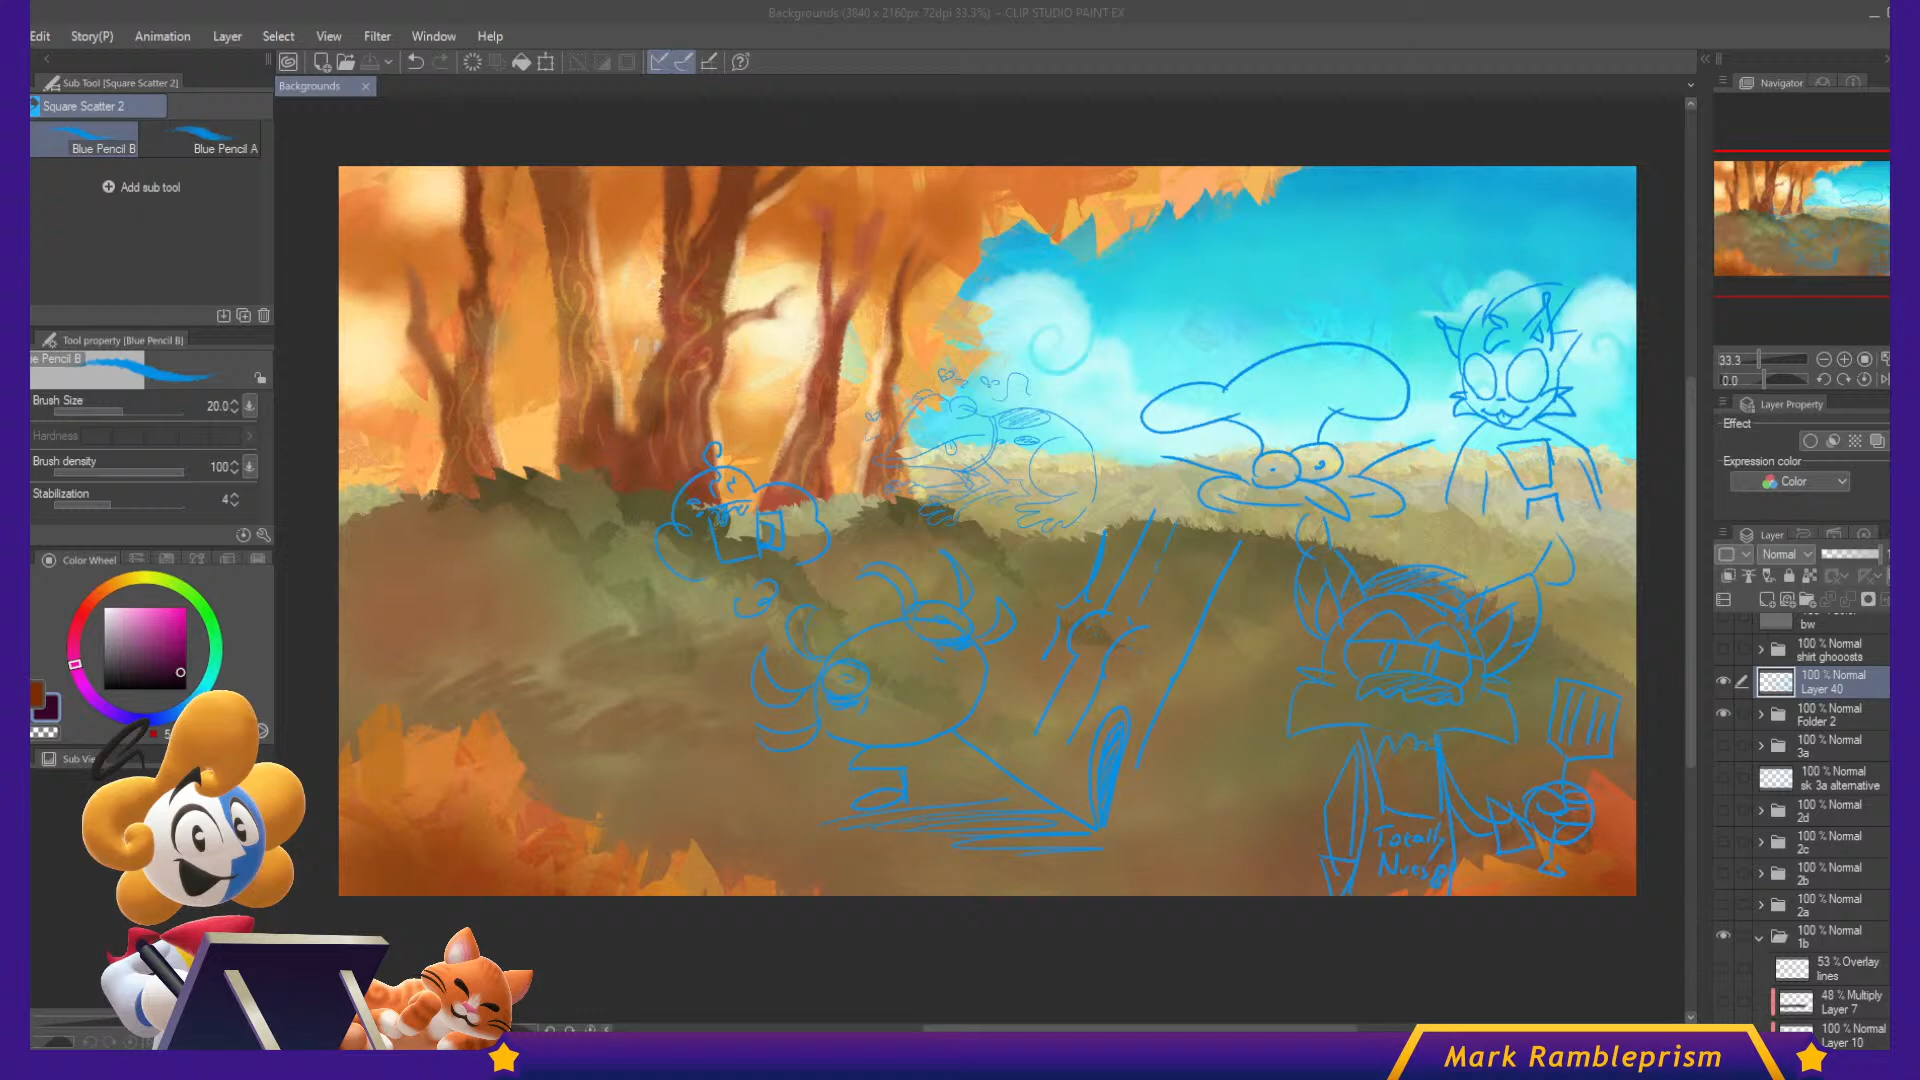 Backgrounds (3840 x 2160px 72dpi 33.3%) - CLIP STUDIO PAINT EX
Edit Story(P) Animation Layer Select View Filter Window Help
Sub Tool [Square Scatter 2]
Backgrounds
Navigator
Square Scatter 2
Blue Pencil B
Blue Pencil A
Add sub tool
Tool property [Blue Pencil B]
Pencil B
33.3
0.0
Brush Size
20.0
Layer Property
Hardness
Effect
Brush density
100
Expression color
Color
Stabilization
4
Layer
Color Wheel
Normal
bw
100 % Normal
shirt ghooosts
100 % Normal
Layer 40
100 % Normal
Folder 2
100 % Normal
3a
100 % Normal
sk 3a alternative
100 % Normal
2d
100 % Normal
2c
100 % Normal
2b
100 % Normal
2a
100 % Normal
1b
53 % Overlay
lines
48 % Multiply
Layer 7
100 % Normal
Layer 10
Totally
Mark Rambleprism